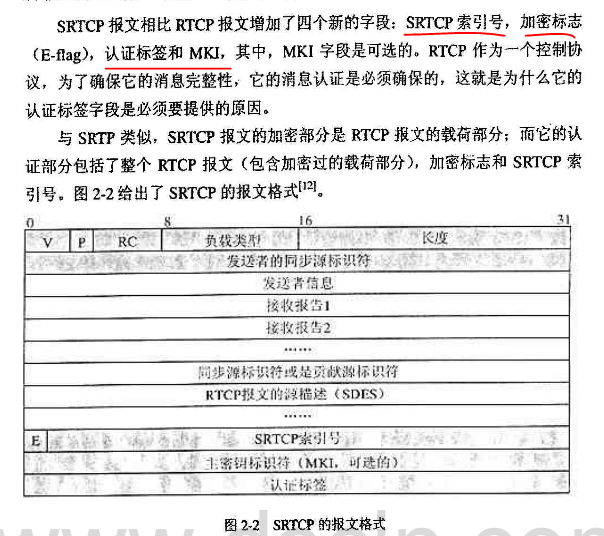 SRTCP 报文相比 RTCP 报文增加了四个新的字段：SRTCP 索引号，加密标志
（E-flag），认证标签和 MKI，其中，MKI 字段是可选的。RTCP 作为一个控制协
议，为了确保它的消息完整性，它的消息认证是必须确保的，这就是为什么它的
认证标签字段是必须要提供的原因。
与 SRTP 类似，SRTCP 报文的加密部分是 RTCP 报文的载荷部分；而它的认
证部分包括了整个 RTCP 报文（包含加密过的载荷部分），加密标志和 SRTCP 索
引号。图 2-2 给出了 SRTCP 的报文格式[12]。
0 8 16 31
V P RC 负载类型 长度
发送者的同步源标识符
发送者信息
接收报告1
接收报告2
……
同步源标识符或是贡献源标识符
RTCP报文的源描述（SDES）
……
E SRTCP索引号
主密钥标识符（MKI，可选的）
认证标签
图 2-2 SRTCP 的报文格式